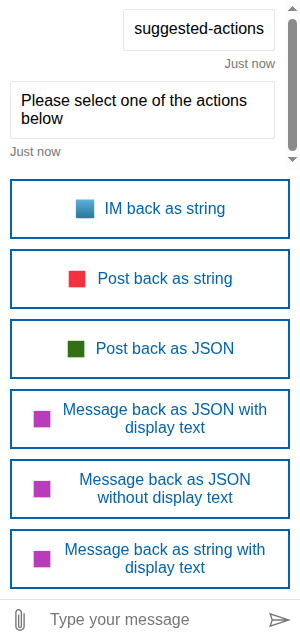 suggested-actions
Just now
Please select one of the actions
below
Just now
IM back as string
Post back as string
Post back as JSON
Message back as JSON with
display text
Message back as JSON
without display text
Message back as string with
display text
Type your message